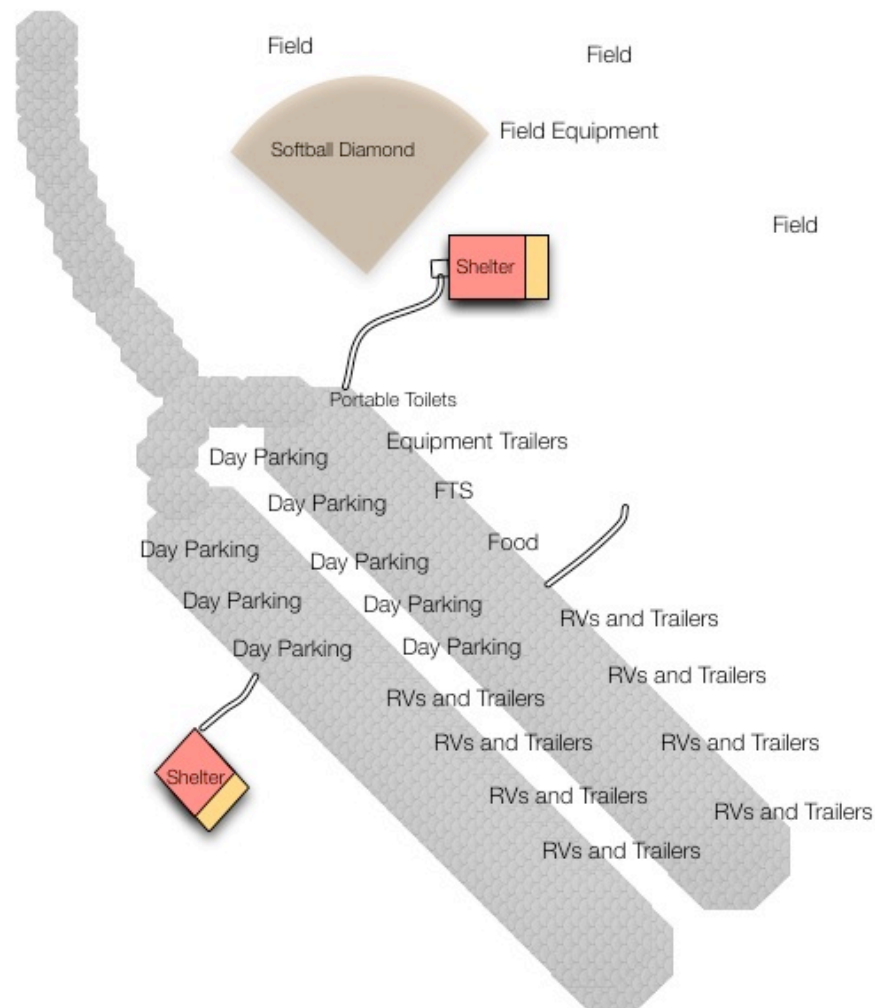 Field
Field
Field Equipment
Softball Diamond
Field
Shelter
Portable Toilets
Equipment Trailers
Day Parking
FTS
Day Parking
Food
Day Parking
Day Parking
Day Parking
Day Parking
RVs and Trailers
Day Parking
Day Parking
RVs and Trailers
RVs and Trailers
RVs and Trailers
RVs and Trailers
Shelter
RVs and Trailers
RVs and Trailers
RVs and Trailers